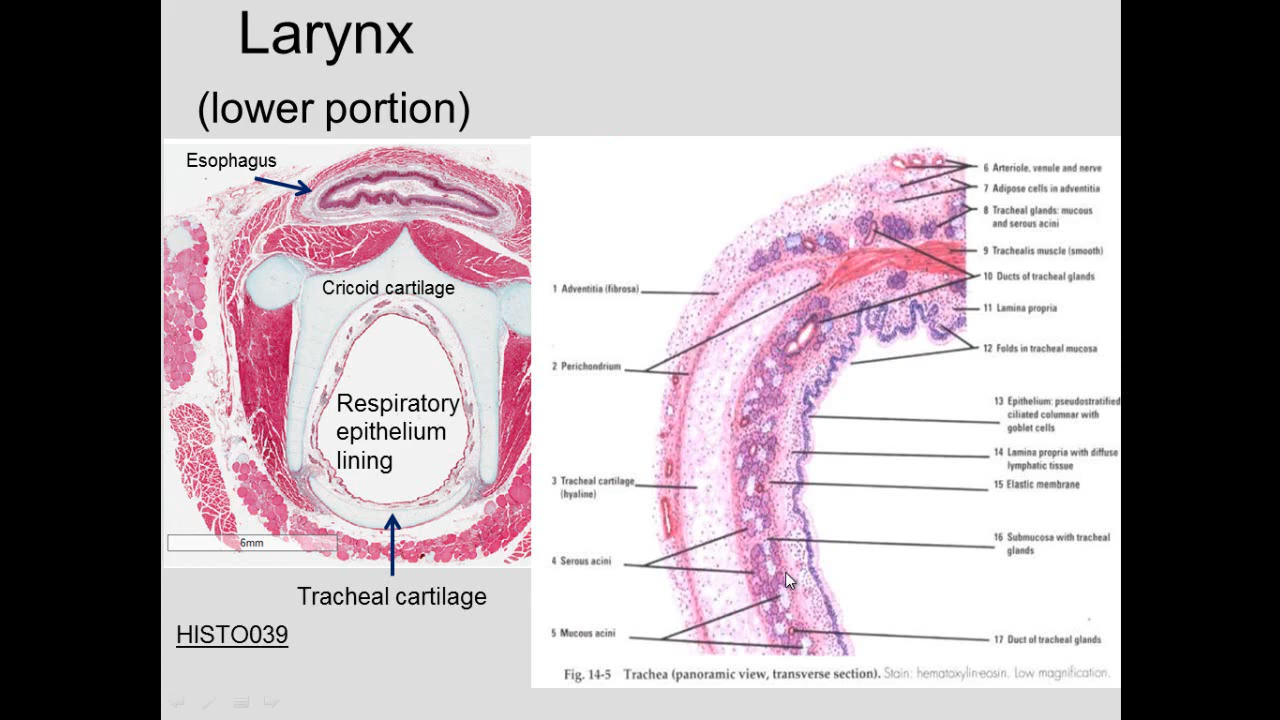 Larynx
(lower portion)
Esophagus
Cricoid cartilage
Respiratory
epithelium
lining
6mm
Tracheal cartilage
HISTO039
1 Adventitia (fibrosa)
2 Perichondrium
3 Tracheal cartilage
(hyaline)
4 Serous acini
5 Mucous acini
6 Arteriole, venule and nerve
7 Adipose cells in adventitia
8 Tracheal glands: mucous
and serous acini
9 Trachealis muscle (smooth)
10 Ducts of tracheal glands
11 Lamina propria
12 Folds in tracheal mucosa
13 Epithelium: pseudostratified
ciliated columnar with
goblet cells
14 Lamina propria with diffuse
lymphatic tissue
15 Elastic membrane
16 Submucosa with tracheal
glands
17 Duct of tracheal glands
Fig. 14-5 Trachea (panoramic view, transverse section). Stain: hematoxylin-eosin. Low magnification.